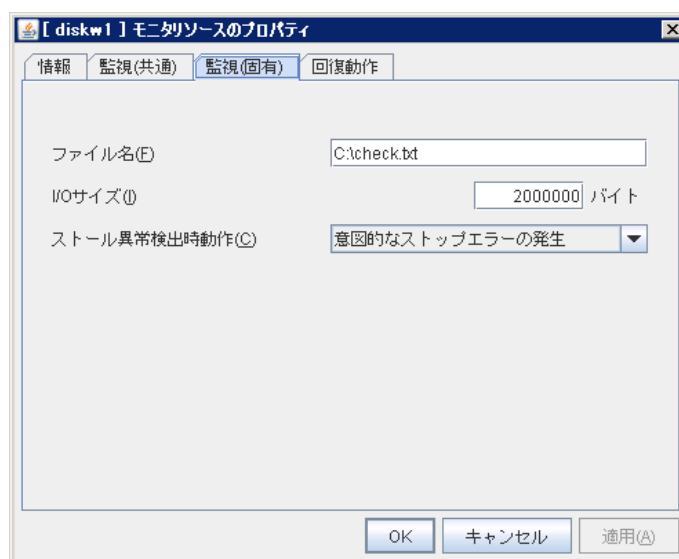 [ diskw1 ] モニタリソースのプロパティ
情報 監視(共通) 監視(固有) 回復動作
ファイル名(F) C:\check.txt
I/Oサイズ(I) 2000000 バイト
ストール異常検出時動作(C) 意図的なストップエラーの発生
OK キャンセル 適用(A)